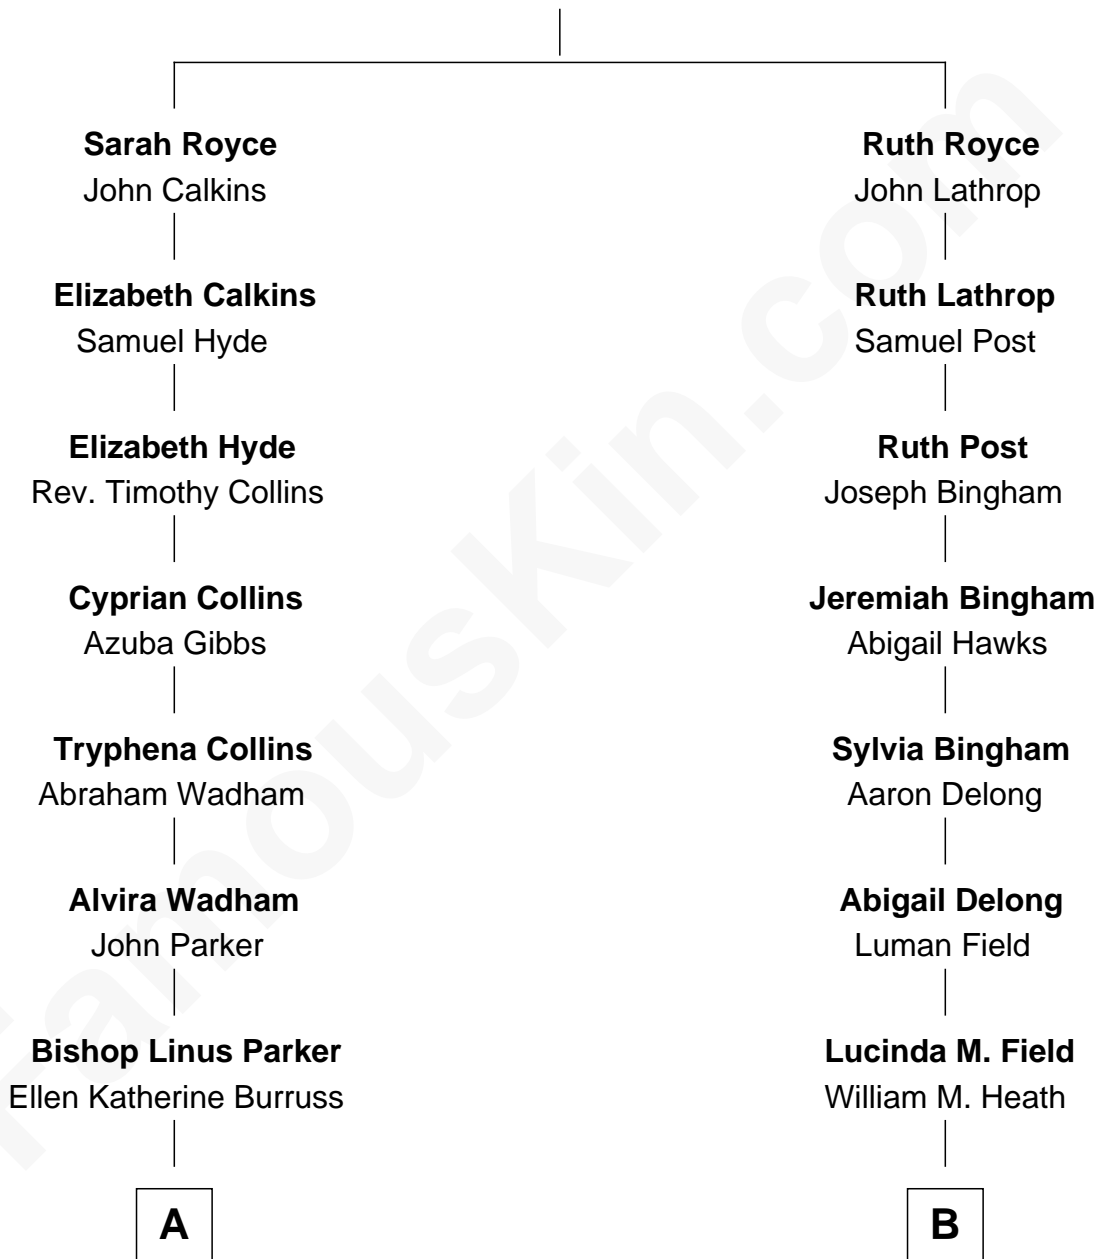 Sarah Royce
John Calkins
Ruth Royce
John Lathrop
Elizabeth Calkins
Samuel Hyde
Ruth Lathrop
Samuel Post
Elizabeth Hyde
Rev. Timothy Collins
Ruth Post
Joseph Bingham
Cyprian Collins
Azuba Gibbs
Jeremiah Bingham
Abigail Hawks
Tryphena Collins
Abraham Wadham
Sylvia Bingham
Aaron Delong
Alvira Wadham
John Parker
Abigail Delong
Luman Field
Bishop Linus Parker
Ellen Katherine Burruss
Lucinda M. Field
William M. Heath
A
B
FamousKin.com